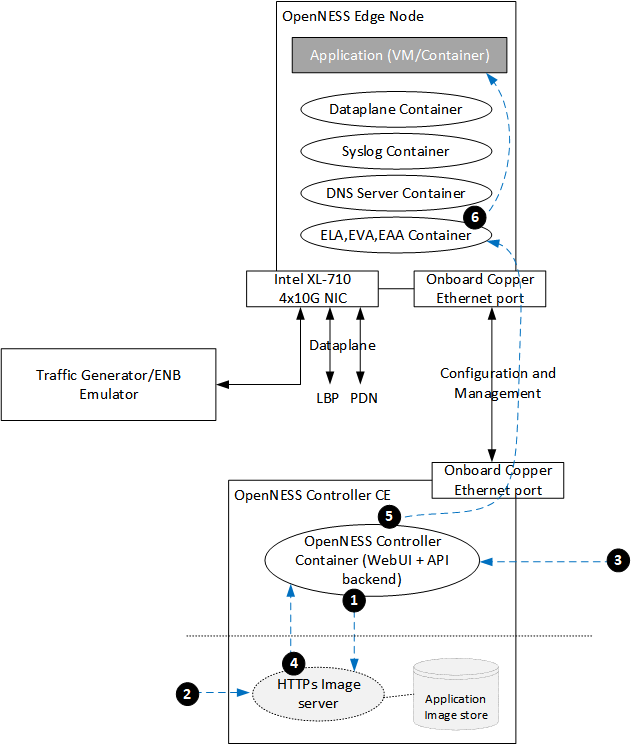 OpenNESS Edge Node
Application (VM/Container)
Dataplane Container
Syslog Container
DNS Server Container
6
ELA,EVA,EAA Container
Intel XL-710
4x10G NIC
Onboard Copper
Ethernet port
Dataplane
Traffic Generator/ENB
Emulator
LBP
PDN
Configuration and
Management
Onboard Copper
Ethernet port
OpenNESS Controller CE
5
OpenNESS Controller
Container (WebUI + API
backend)
3
1
4
HTTPs Image
server
2
Application
Image store